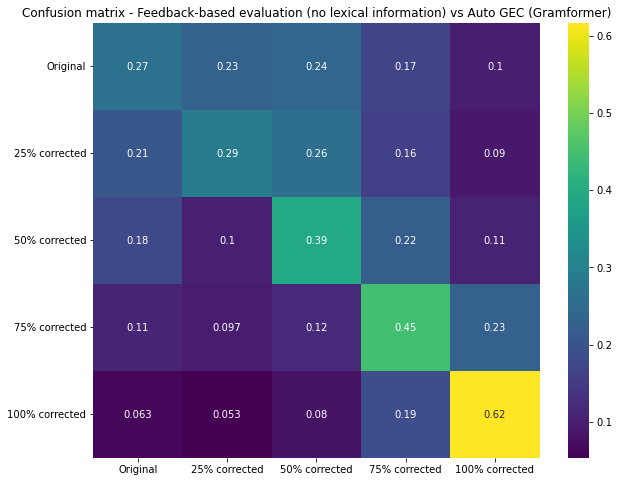 Confusion matrix - Feedback-based evaluation (no lexical information) vs Auto GEC (Gramformer)
Original 0.27 0.23 0.24 0.17 0.1
25% corrected 0.21 0.29 0.26 0.16 0.09
50% corrected 0.18 0.1 0.39 0.22 0.11
75% corrected 0.11 0.097 0.12 0.45 0.23
100% corrected 0.063 0.053 0.08 0.19 0.62
Original 25% corrected 50% corrected 75% corrected 100% corrected
0.6
0.5
0.4
0.3
0.2
0.1